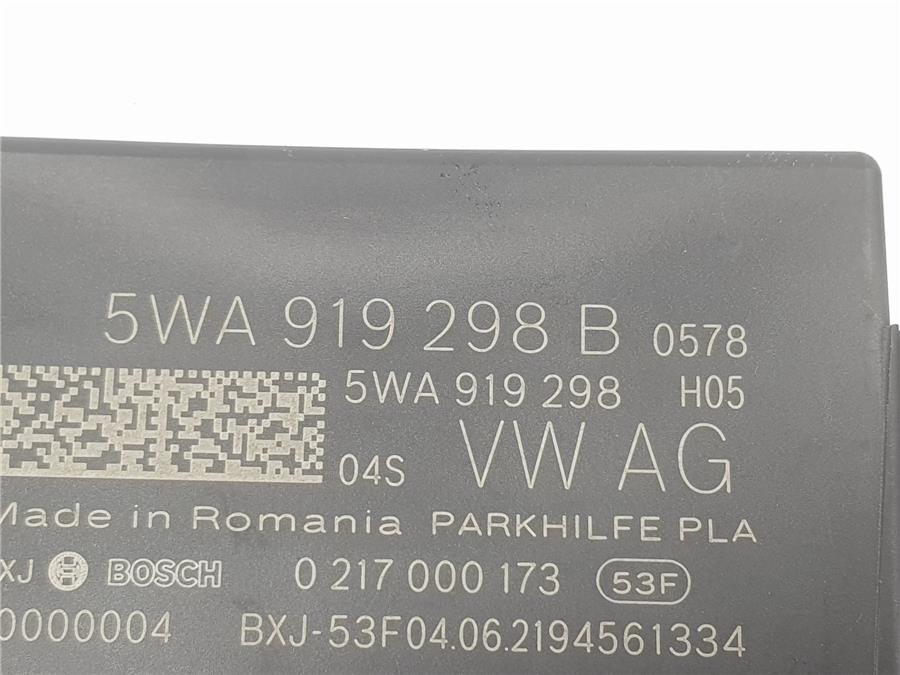 5WA 919 298 B 0578
5WA 919 298 H05
04S VW AG
Made in Romania PARKHILFE PLA
XJ BOSCH 0 217 000 173 53F
0000004 BXJ-53F04.06.2194561334